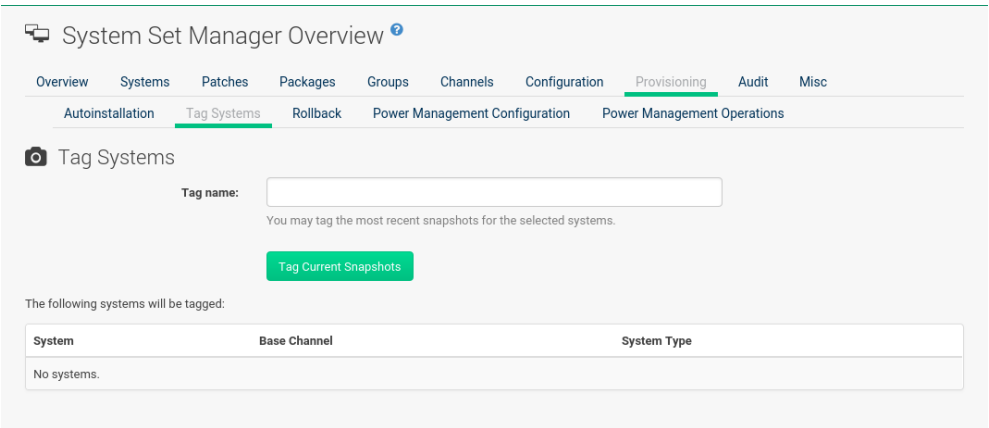 System Set Manager Overview ?
Overview Systems Patches Packages Groups Channels Configuration Provisioning Audit Misc
Autoinstallation Tag Systems Rollback Power Management Configuration Power Management Operations
Tag Systems
Tag name:
You may tag the most recent snapshots for the selected systems.
Tag Current Snapshots
The following systems will be tagged:
System Base Channel System Type
No systems.